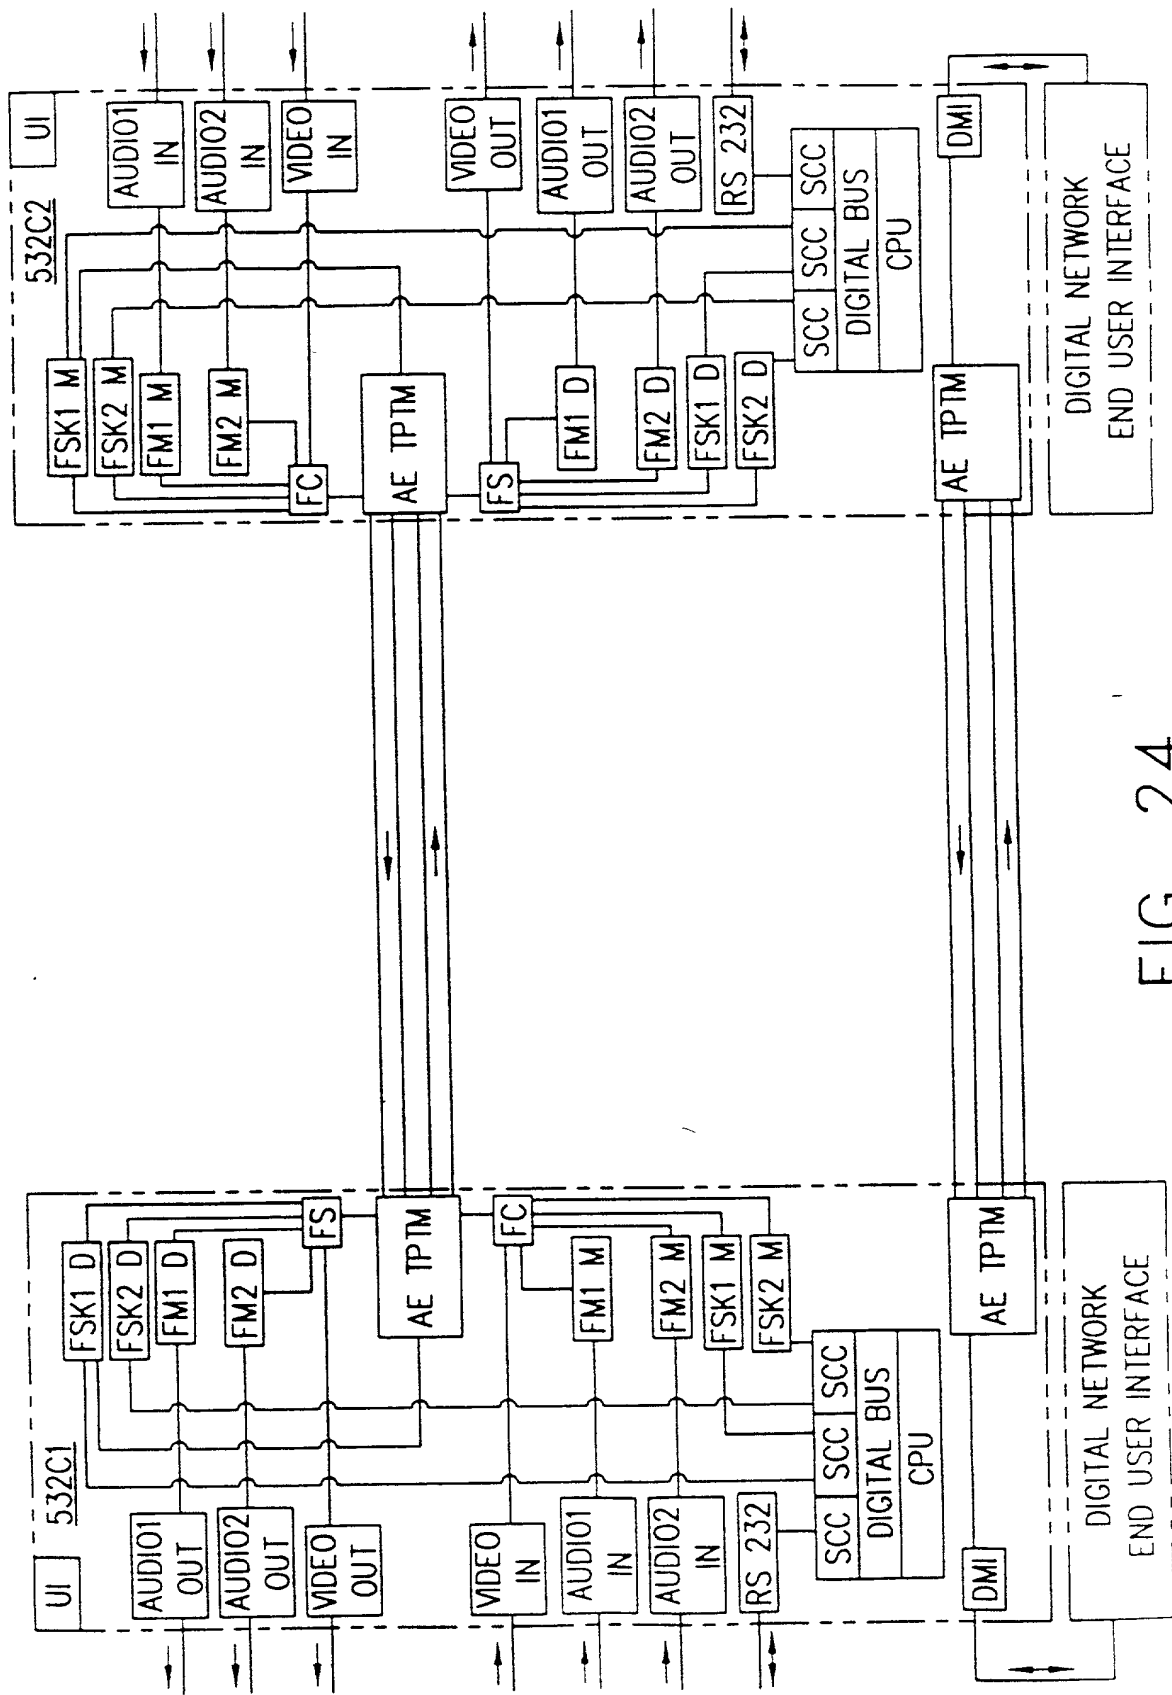 532C1
UI
AUDIO1
OUT
AUDIO2
OUT
VIDEO
OUT
VIDEO
IN
AUDIO1
IN
AUDIO2
IN
RS 232
FSK1 D
FSK2 D
FM1 D
FM2 D
FS
AE TPTM
FC
FM1 M
FM2 M
FSK1 M
FSK2 M
SCC
SCC
SCC
DIGITAL BUS
CPU
DMI
AE TPTM
DIGITAL NETWORK
END USER INTERFACE
532C2
UI
FSK1 M
FSK2 M
FM1 M
FM2 M
FC
AE TPTM
FS
FM1 D
FM2 D
FSK1 D
FSK2 D
AUDIO1
IN
AUDIO2
IN
VIDEO
IN
VIDEO
OUT
AUDIO1
OUT
AUDIO2
OUT
RS 232
SCC
SCC
SCC
DIGITAL BUS
CPU
AE TPTM
DMI
DIGITAL NETWORK
END USER INTERFACE
FIG 24